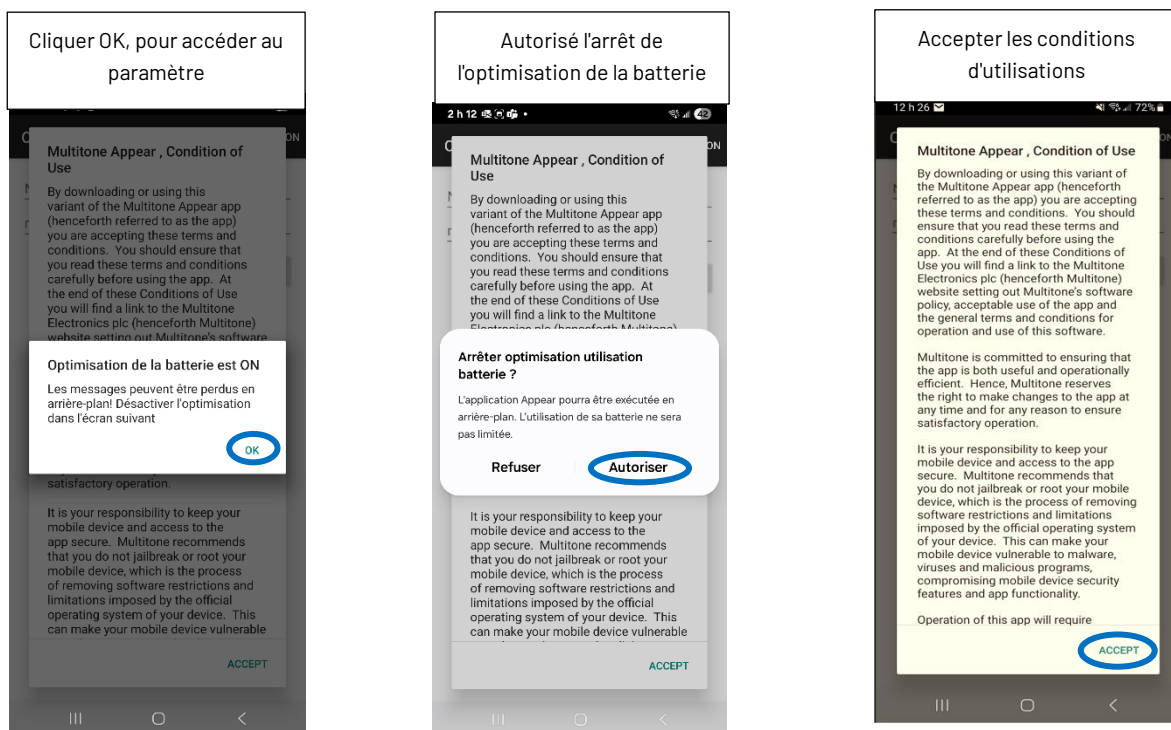 Cliquer OK, pour accéder au
paramètre
Multitone Appear , Condition of
Use
By downloading or using this
variant of the Multitone Appear app
(henceforth referred to as the app)
you are accepting these terms and
conditions. You should ensure that
you read these terms and conditions
carefully before using the app. At
the end of these Conditions of Use
you will find a link to the Multitone
Electronics plc (henceforth Multitone)
website setting out Multitone's software
Optimisation de la batterie est ON
Les messages peuvent être perdus en
arrière-plan! Désactiver l'optimisation
dans l'écran suivant
OK
satisfactory operation.
It is your responsibility to keep your
mobile device and access to the
app secure. Multitone recommends
that you do not jailbreak or root your
mobile device, which is the process
of removing software restrictions and
limitations imposed by the official
operating system of your device. This
can make your mobile device vulnerable
ACCEPT
Autorisé l'arrêt de
l'optimisation de la batterie
2 h 12
42
ON
Multitone Appear , Condition of
Use
By downloading or using this
variant of the Multitone Appear app
(henceforth referred to as the app)
you are accepting these terms and
conditions. You should ensure that
you read these terms and conditions
carefully before using the app. At
the end of these Conditions of Use
you will find a link to the Multitone
Electronics plc (henceforth Multitone)
Arrêter optimisation utilisation
batterie ?
L'application Appear pourra être exécutée en
arrière-plan. L'utilisation de sa batterie ne sera
pas limitée.
Refuser Autoriser
It is your responsibility to keep your
mobile device and access to the
app secure. Multitone recommends
that you do not jailbreak or root your
mobile device, which is the process
of removing software restrictions and
limitations imposed by the official
operating system of your device. This
can make your mobile device vulnerable
ACCEPT
Accepter les conditions
d'utilisations
12 h 26 72%
Multitone Appear , Condition of Use
By downloading or using this variant of
the Multitone Appear app (henceforth
referred to as the app) you are accepting
these terms and conditions. You should
ensure that you read these terms and
conditions carefully before using the
app. At the end of these Conditions of
Use you will find a link to the Multitone
Electronics plc (henceforth Multitone)
website setting out Multitone's software
policy, acceptable use of the app and
the general terms and conditions for
operation and use of this software.
Multitone is committed to ensuring that
the app is both useful and operationally
efficient. Hence, Multitone reserves
the right to make changes to the app at
any time and for any reason to ensure
satisfactory operation.
It is your responsibility to keep your
mobile device and access to the app
secure. Multitone recommends that
you do not jailbreak or root your mobile
device, which is the process of removing
software restrictions and limitations
imposed by the official operating system
of your device. This can make your
mobile device vulnerable to malware,
viruses and malicious programs,
compromising mobile device security
features and app functionality.
Operation of this app will require
ACCEPT